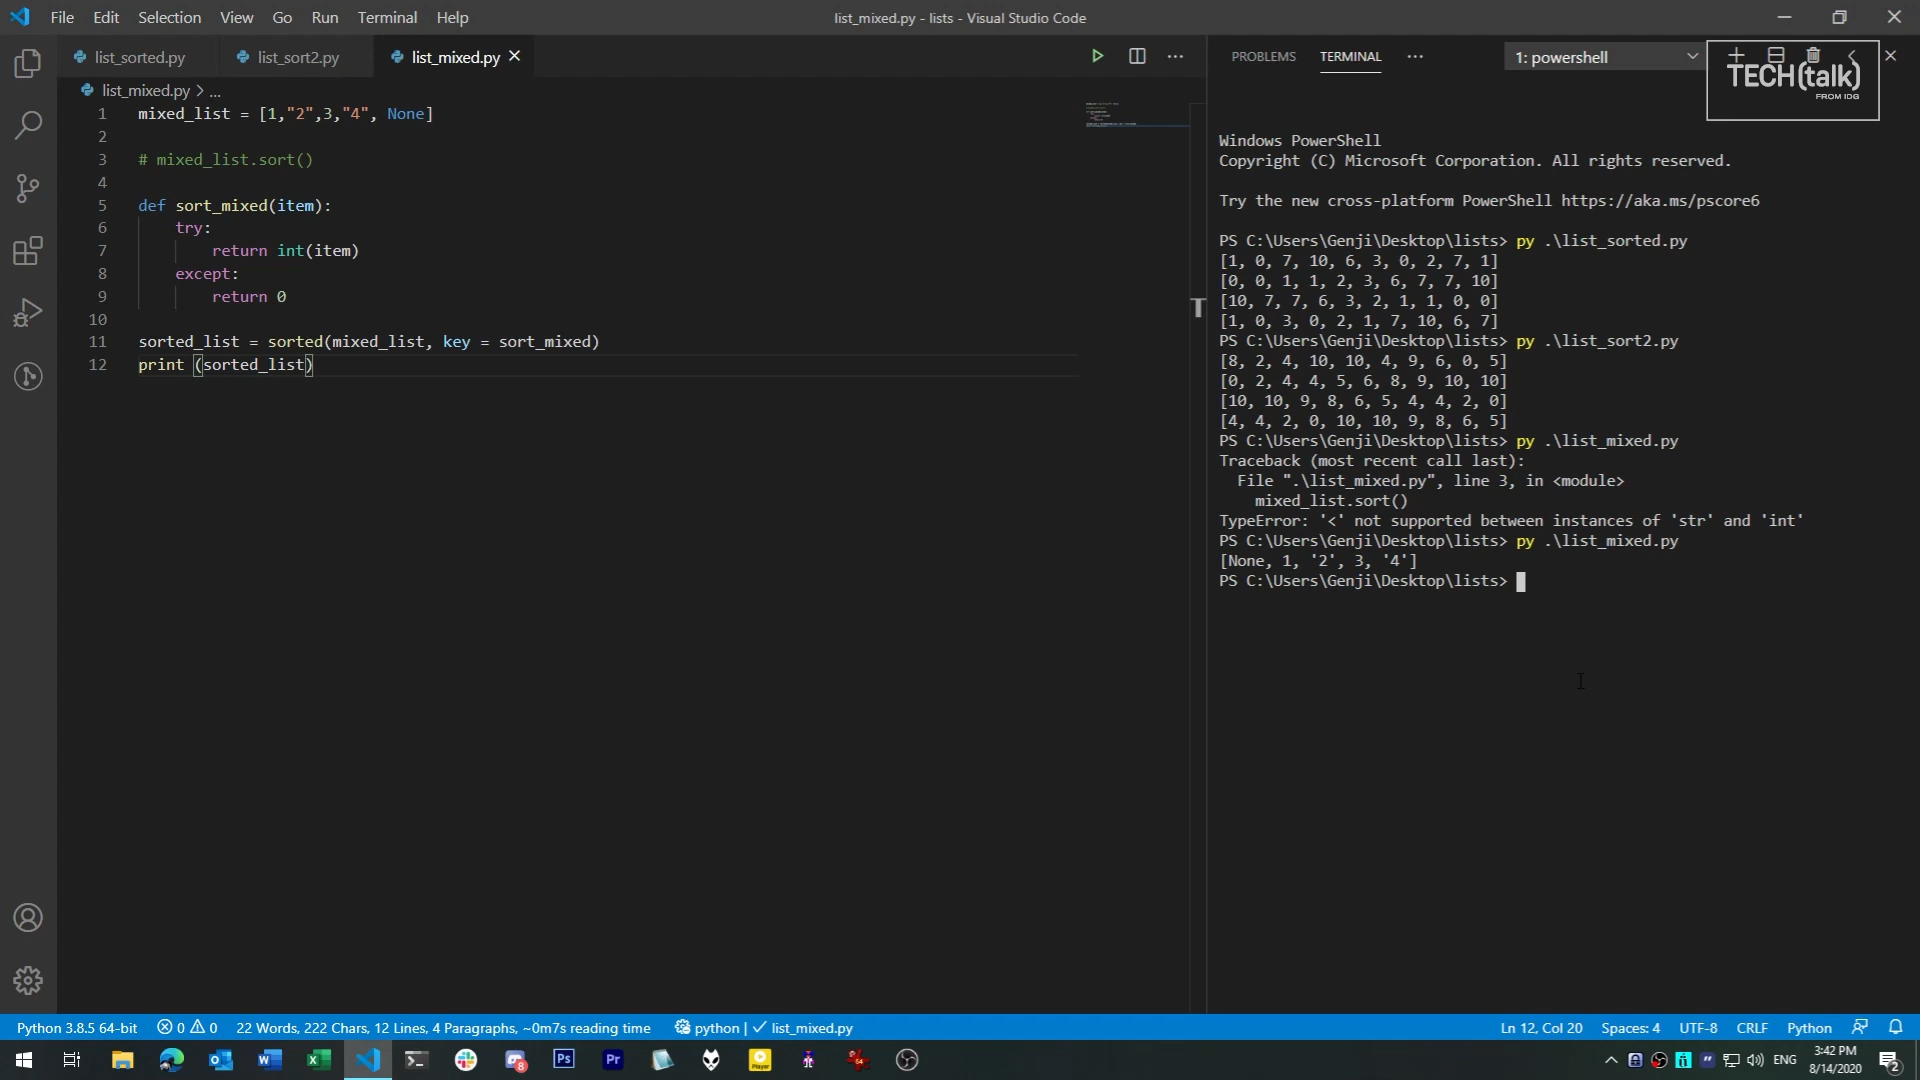 File Edit Selection View Go Run Terminal Help
list_mixed.py - lists - Visual Studio Code
list_sorted.py
list_sort2.py
list_mixed.py
list_mixed.py > ...
1 mixed_list = [1,"2",3,"4", None]
2
3 # mixed_list.sort()
4
5 def sort_mixed(item):
6 try:
7 return int(item)
8 except:
9 return 0
10
11 sorted_list = sorted(mixed_list, key = sort_mixed)
12 print (sorted_list)
PROBLEMS TERMINAL ... 1: powershell
TECH(talk)
FROM IDG
Windows PowerShell
Copyright (C) Microsoft Corporation. All rights reserved.
Try the new cross-platform PowerShell https://aka.ms/pscore6
PS C:\Users\Genji\Desktop\lists> py .\list_sorted.py
[1, 0, 7, 10, 6, 3, 0, 2, 7, 1]
[0, 0, 1, 1, 2, 3, 6, 7, 7, 10]
[10, 7, 7, 6, 3, 2, 1, 1, 0, 0]
[1, 0, 3, 0, 2, 1, 7, 10, 6, 7]
PS C:\Users\Genji\Desktop\lists> py .\list_sort2.py
[8, 2, 4, 10, 10, 4, 9, 6, 0, 5]
[0, 2, 4, 4, 5, 6, 8, 9, 10, 10]
[10, 10, 9, 8, 6, 5, 4, 4, 2, 0]
[4, 4, 2, 0, 10, 10, 9, 8, 6, 5]
PS C:\Users\Genji\Desktop\lists> py .\list_mixed.py
Traceback (most recent call last):
File ".\list_mixed.py", line 3, in <module>
mixed_list.sort()
TypeError: '<' not supported between instances of 'str' and 'int'
PS C:\Users\Genji\Desktop\lists> py .\list_mixed.py
[None, 1, '2', 3, '4']
PS C:\Users\Genji\Desktop\lists>
Python 3.8.5 64-bit 0 0 22 Words, 222 Chars, 12 Lines, 4 Paragraphs, ~0m7s reading time python | ✓ list_mixed.py
Ln 12, Col 20 Spaces: 4 UTF-8 CRLF Python
Ps Pr
ENG
3:42 PM
8/14/2020
2